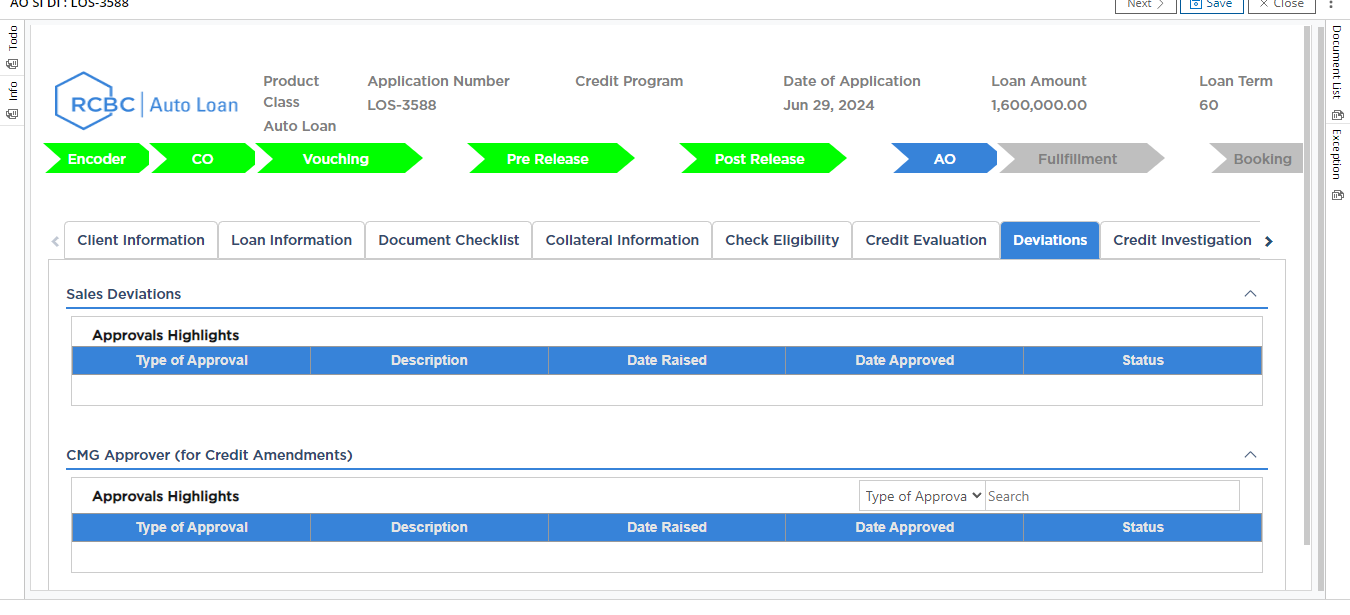 AO SI DI : LOS-3588
Next
Save
Close
Todo
Info
Document List
Exception
RCBC | Auto Loan
Product Class
Auto Loan
Application Number
LOS-3588
Credit Program
Date of Application
Jun 29, 2024
Loan Amount
1,600,000.00
Loan Term
60
Encoder CO Vouching Pre Release Post Release AO Fullfillment Booking
Client Information Loan Information Document Checklist Collateral Information Check Eligibility Credit Evaluation Deviations Credit Investigation
Sales Deviations
Approvals Highlights
Type of Approval Description Date Raised Date Approved Status
CMG Approver (for Credit Amendments)
Approvals Highlights
Type of Approva Search
Type of Approval Description Date Raised Date Approved Status